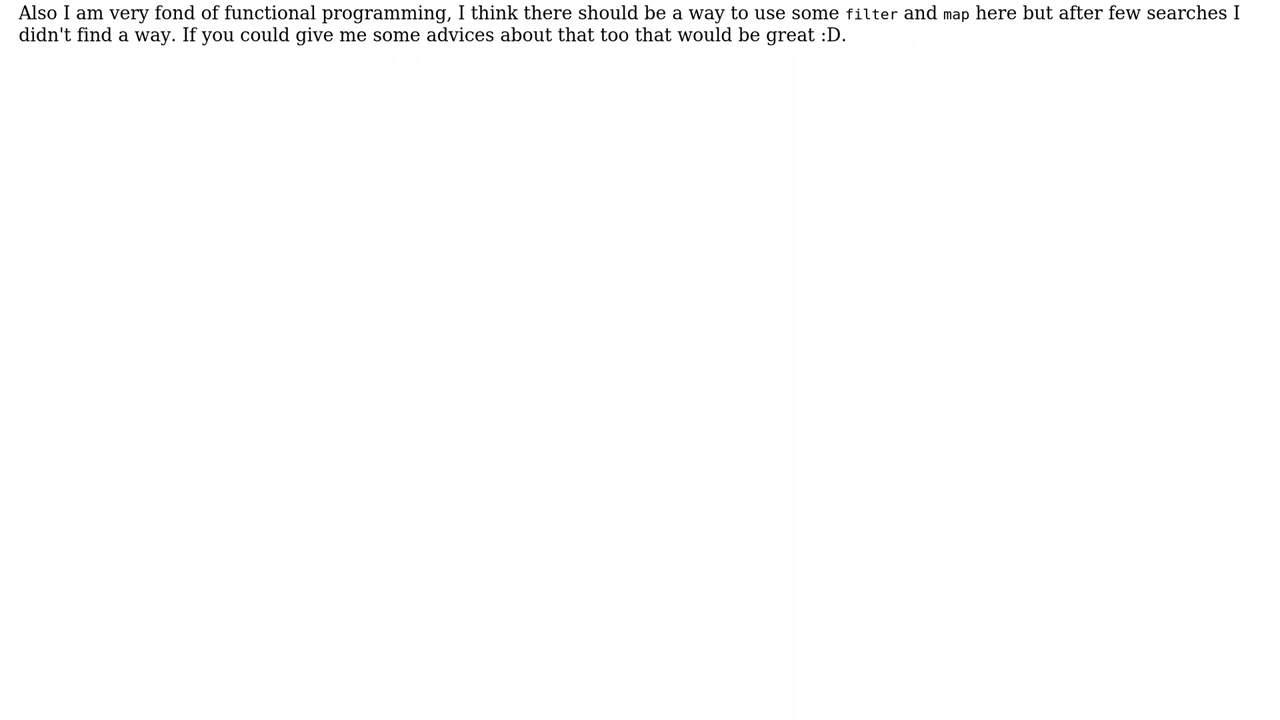 Also I am very fond of functional programming, I think there should be a way to use some filter and map here but after few searches I
didn't find a way. If you could give me some advices about that too that would be great :D.